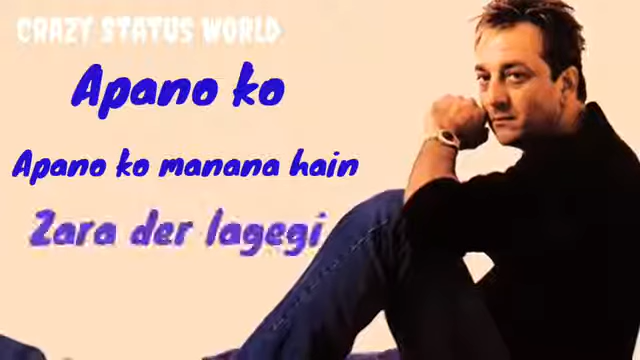 CRAZY STATUS WORLD
Apano ko
Apano ko manana hain
Zara der lagegi